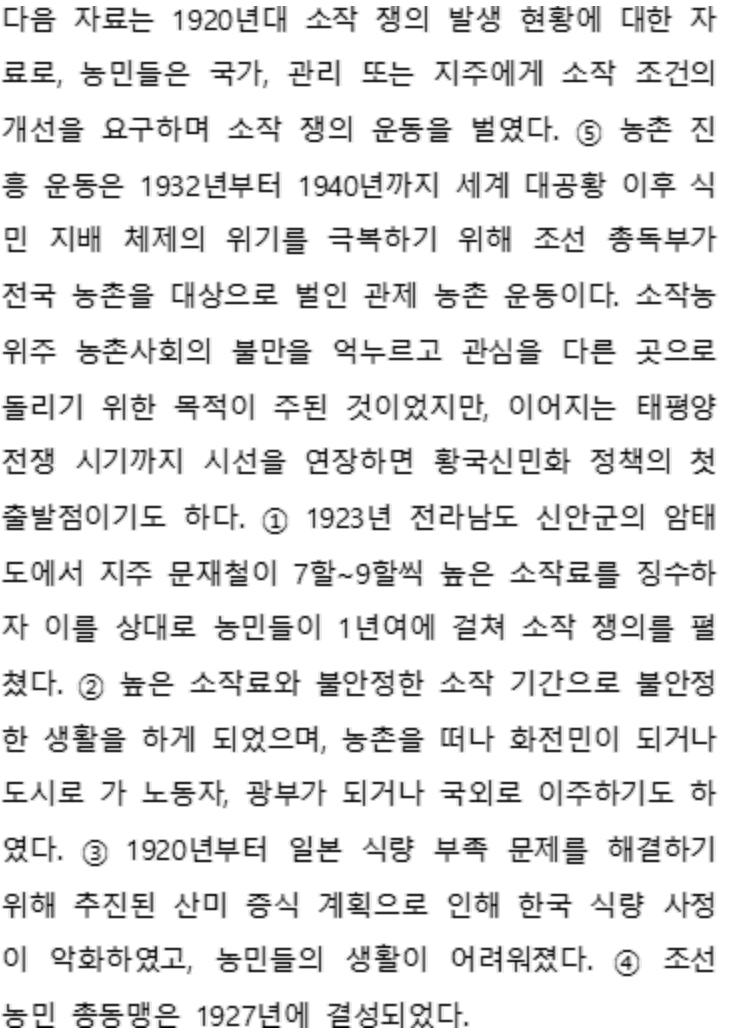 다음 자료는 1920년대 소작 쟁의 발생 현황에 대한 자
료로, 농민들은 국가, 관리 또는 지주에게 소작 조건의
개선을 요구하며 소작 쟁의 운동을 벌였다. ⑤ 농촌 진
흥 운동은 1932년부터 1940년까지 세계 대공황 이후 식
민 지배 체제의 위기를 극복하기 위해 조선 총독부가
전국 농촌을 대상으로 벌인 관제 농촌 운동이다. 소작농
위주 농촌사회의 불만을 억누르고 관심을 다른 곳으로
돌리기 위한 목적이 주된 것이었지만, 이어지는 태평양
전쟁 시기까지 시선을 연장하면 황국신민화 정책의 첫
출발점이기도 하다. ① 1923년 전라남도 신안군의 암태
도에서 지주 문재철이 7할~9할씩 높은 소작료를 징수하
자 이를 상대로 농민들이 1년여에 걸쳐 소작 쟁의를 펼
쳤다. ② 높은 소작료와 불안정한 소작 기간으로 불안정
한 생활을 하게 되었으며, 농촌을 떠나 화전민이 되거나
도시로 가 노동자, 광부가 되거나 국외로 이주하기도 하
였다. ③ 1920년부터 일본 식량 부족 문제를 해결하기
위해 추진된 산미 증식 계획으로 인해 한국 식량 사정
이 악화하였고, 농민들의 생활이 어려워졌다. ④ 조선
농민 총동맹은 1927년에 결성되었다.